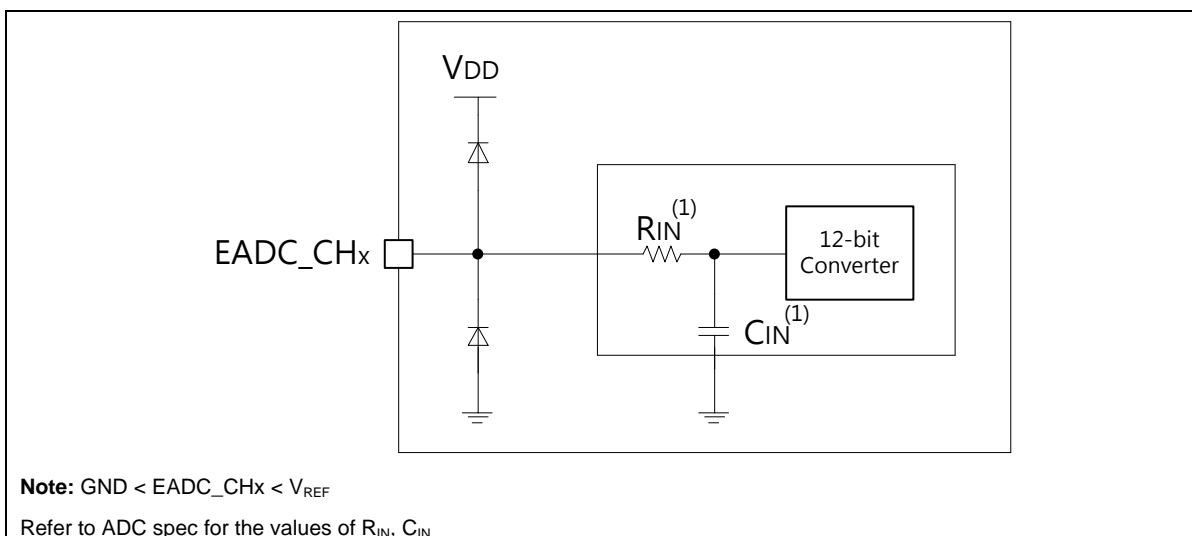 VDD
EADC_CHx
RIN(1)
12-bit
Converter
CIN(1)
Note: GND < EADC_CHx < VREF
Refer to ADC spec for the values of RIN, CIN